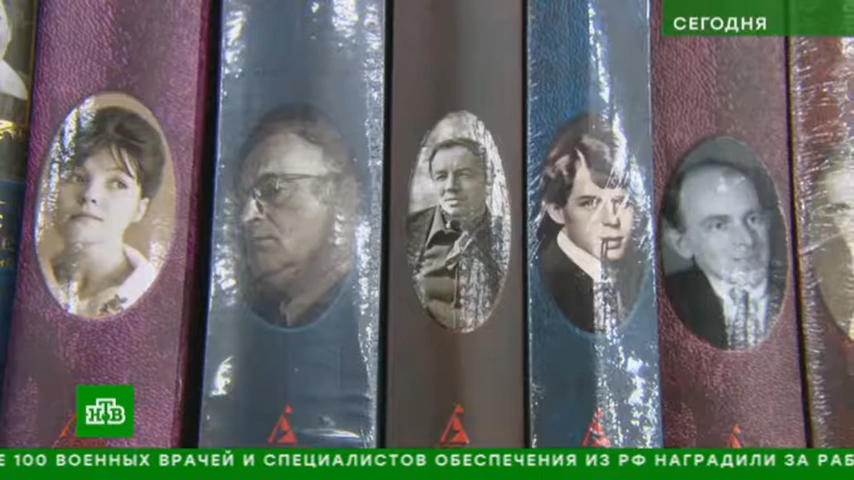 СЕГОДНЯ
НТВ
Е 100 ВОЕННЫХ ВРАЧЕЙ И СПЕЦИАЛИСТОВ ОБЕСПЕЧЕНИЯ ИЗ РФ НАГРАДИЛИ ЗА РАБ